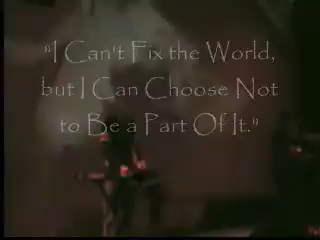 "I Can't Fix the World,
but I Can Choose Not
to Be a Part Of It."